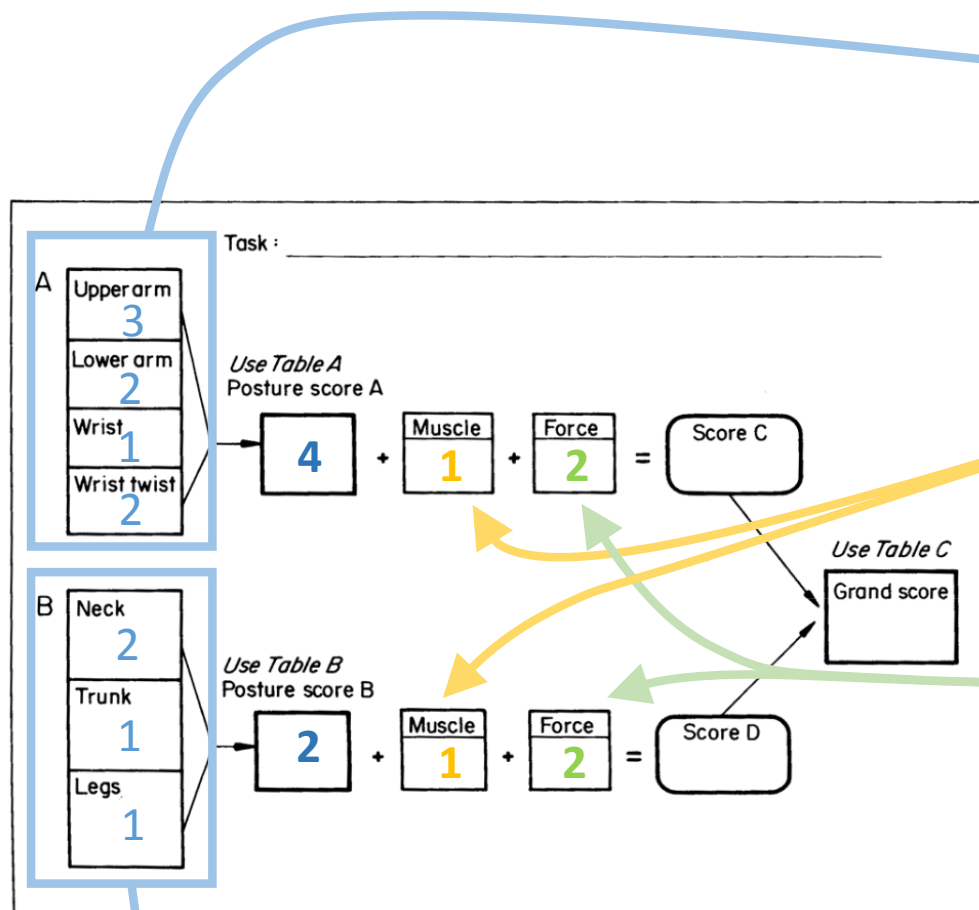 Task :
A
Upper arm
3
Lower arm
2
Wrist
1
Wrist twist
2
Use Table A
Posture score A
4
+
Muscle
1
+
Force
2
=
Score C
Use Table C
Grand score
B
Neck
2
Trunk
1
Legs
1
Use Table B
Posture score B
2
+
Muscle
1
+
Force
2
=
Score D